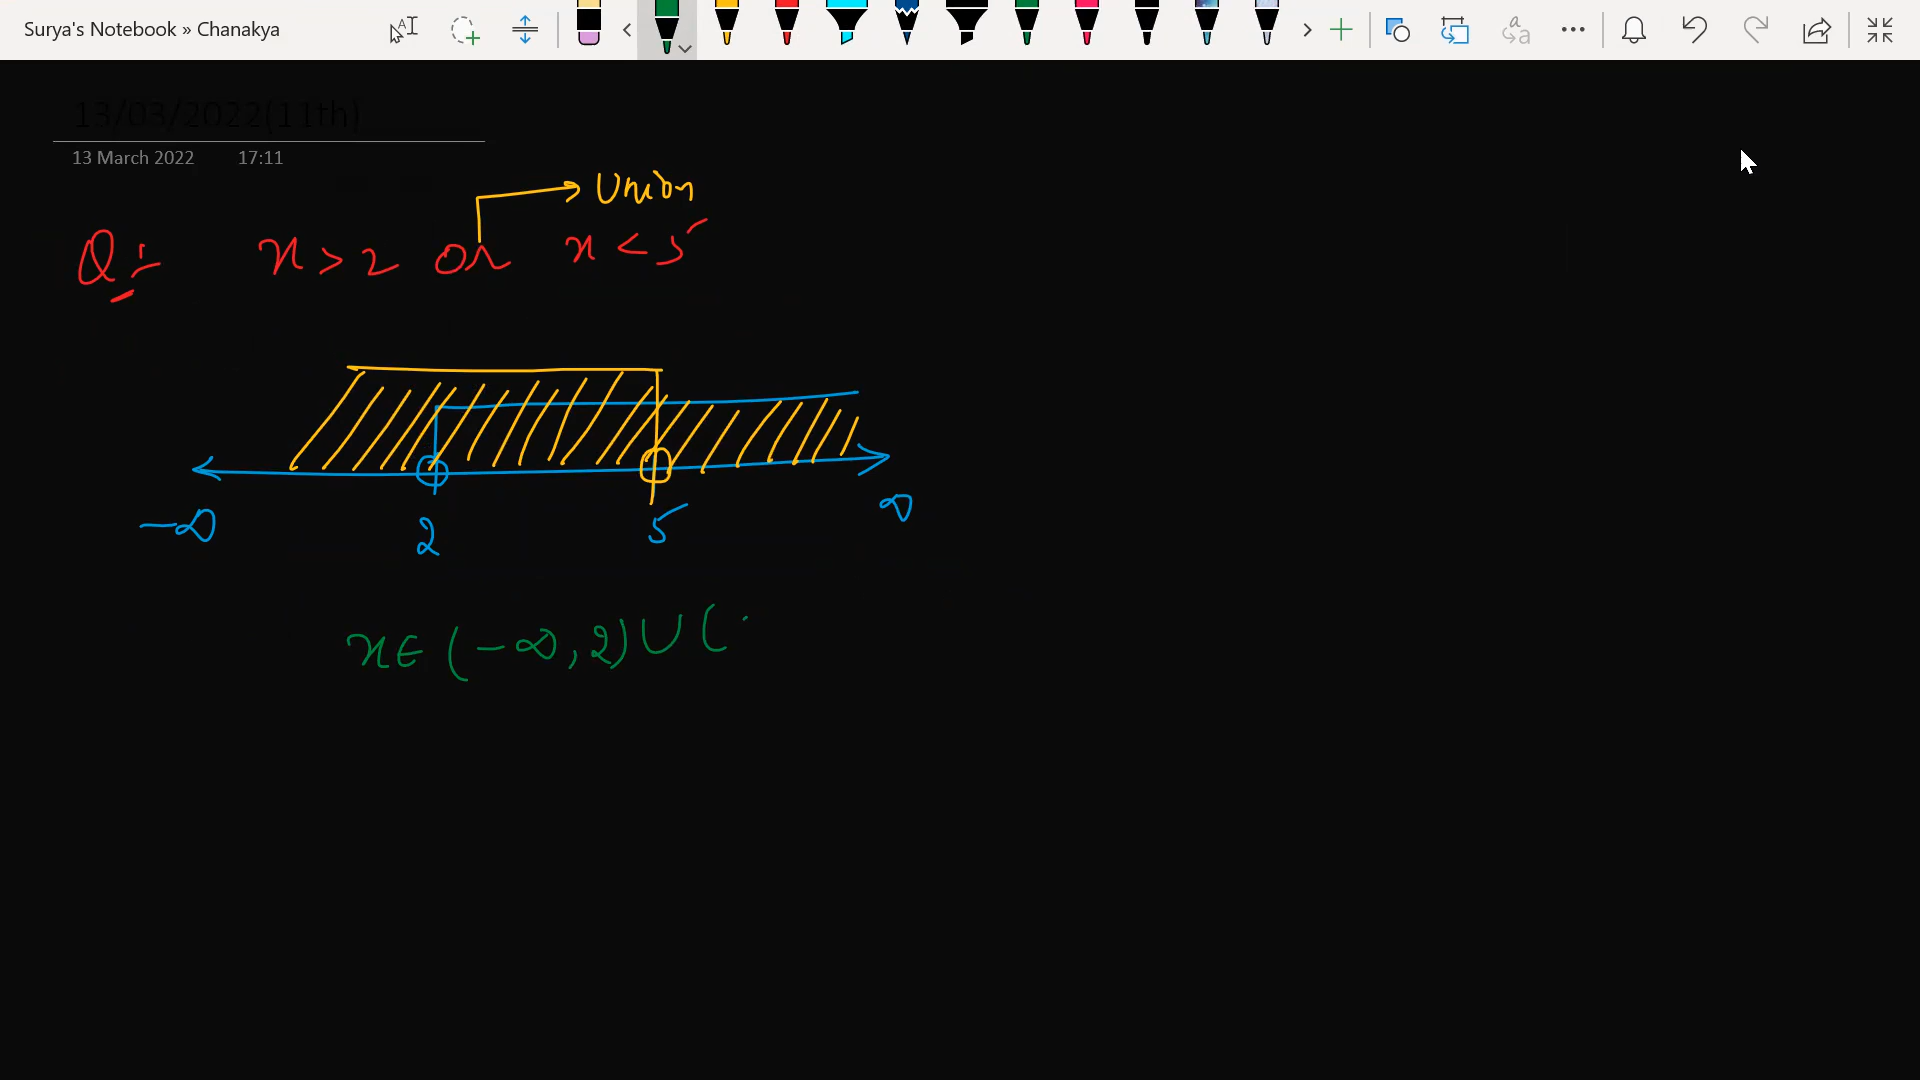 Surya's Notebook » Chanakya
13/03/2022(11th)
13 March 2022 17:11
Union
Q:- x > 2 or x < 5
-∞ 2 5 ∞
x ∈ (-∞, 2) ∪ (